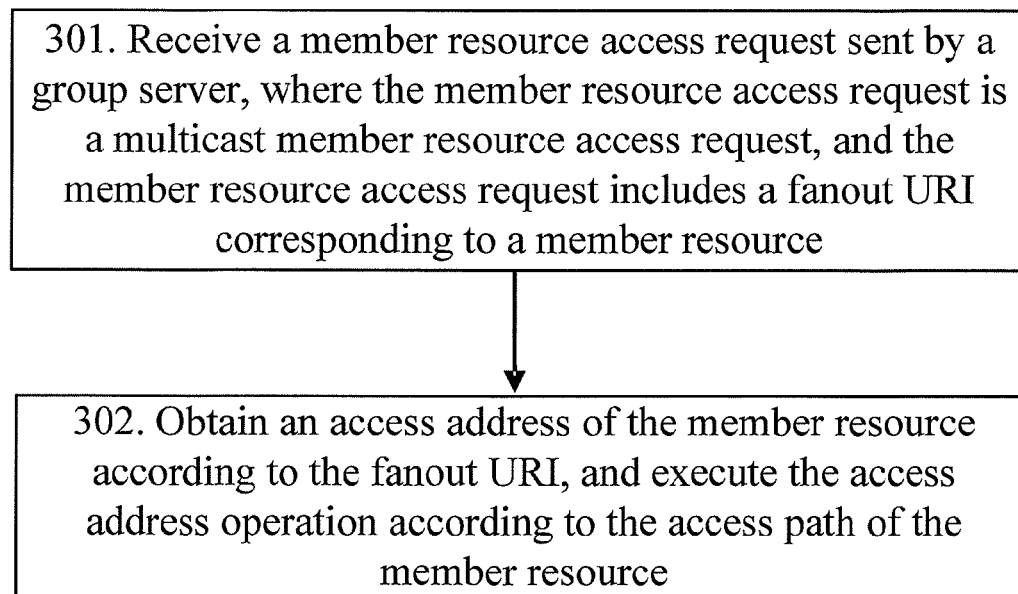 301. Receive a member resource access request sent by a
group server, where the member resource access request is
a multicast member resource access request, and the
member resource access request includes a fanout URI
corresponding to a member resource
302. Obtain an access address of the member resource
according to the fanout URI, and execute the access
address operation according to the access path of the
member resource